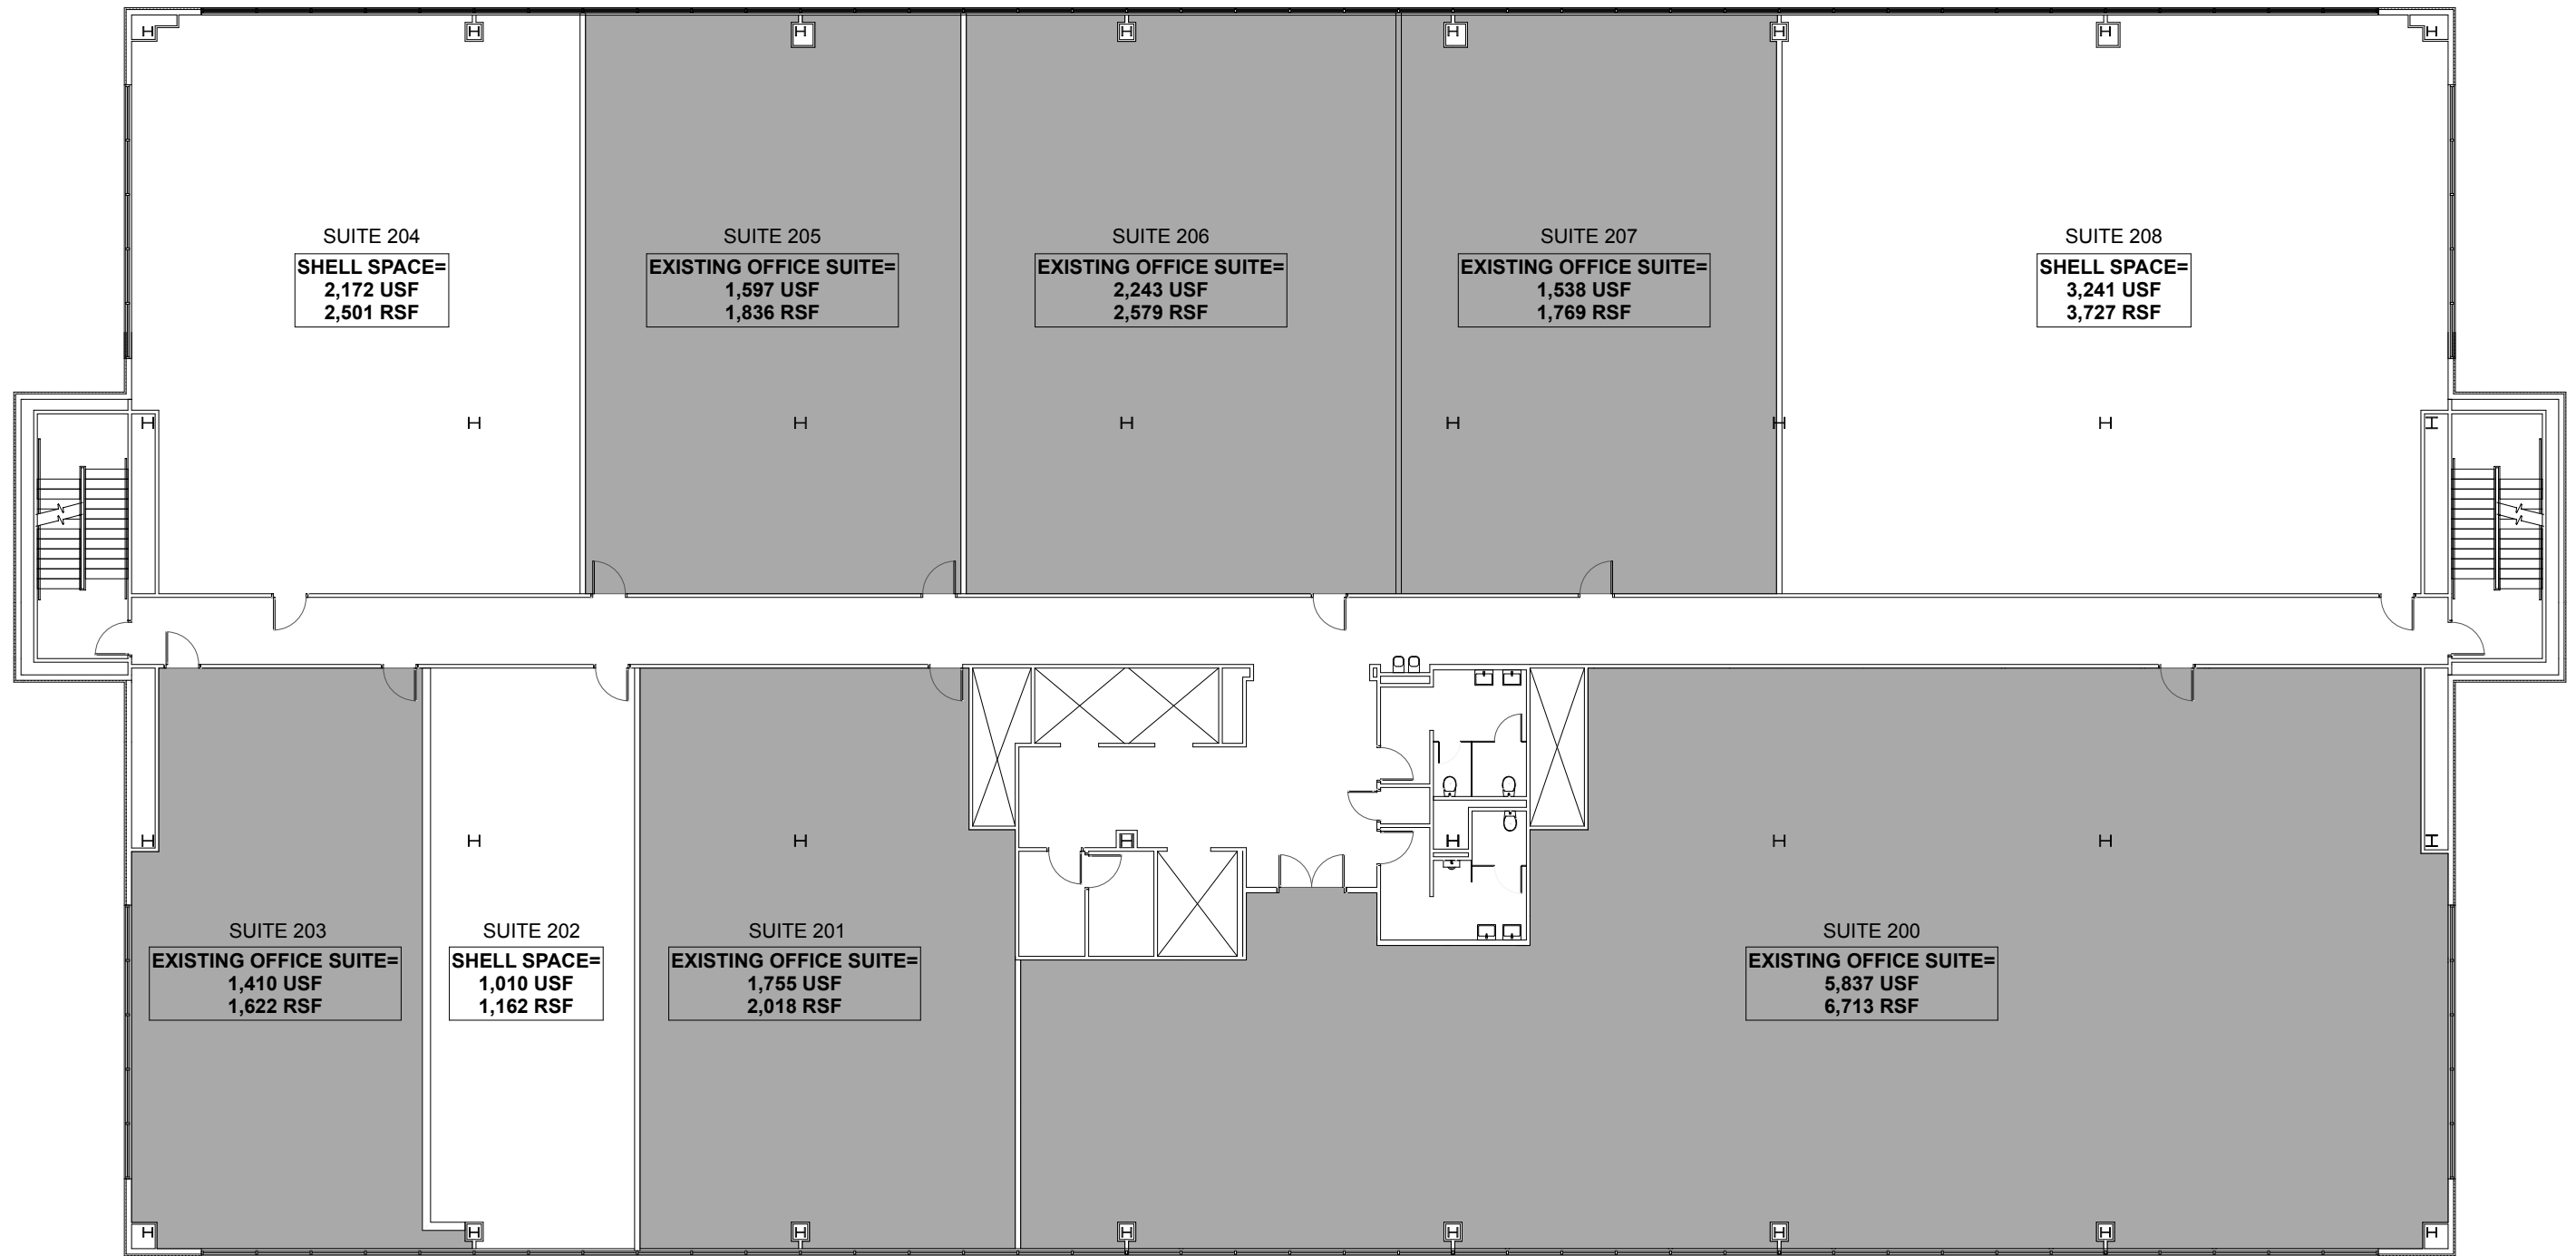 SUITE 204
SHELL SPACE=
2,172 USF
2,501 RSF
SUITE 205
EXISTING OFFICE SUITE=
1,597 USF
1,836 RSF
SUITE 206
EXISTING OFFICE SUITE=
2,243 USF
2,579 RSF
SUITE 207
EXISTING OFFICE SUITE=
1,538 USF
1,769 RSF
SUITE 208
SHELL SPACE=
3,241 USF
3,727 RSF
SUITE 203
EXISTING OFFICE SUITE=
1,410 USF
1,622 RSF
SUITE 202
SHELL SPACE=
1,010 USF
1,162 RSF
SUITE 201
EXISTING OFFICE SUITE=
1,755 USF
2,018 RSF
SUITE 200
EXISTING OFFICE SUITE=
5,837 USF
6,713 RSF